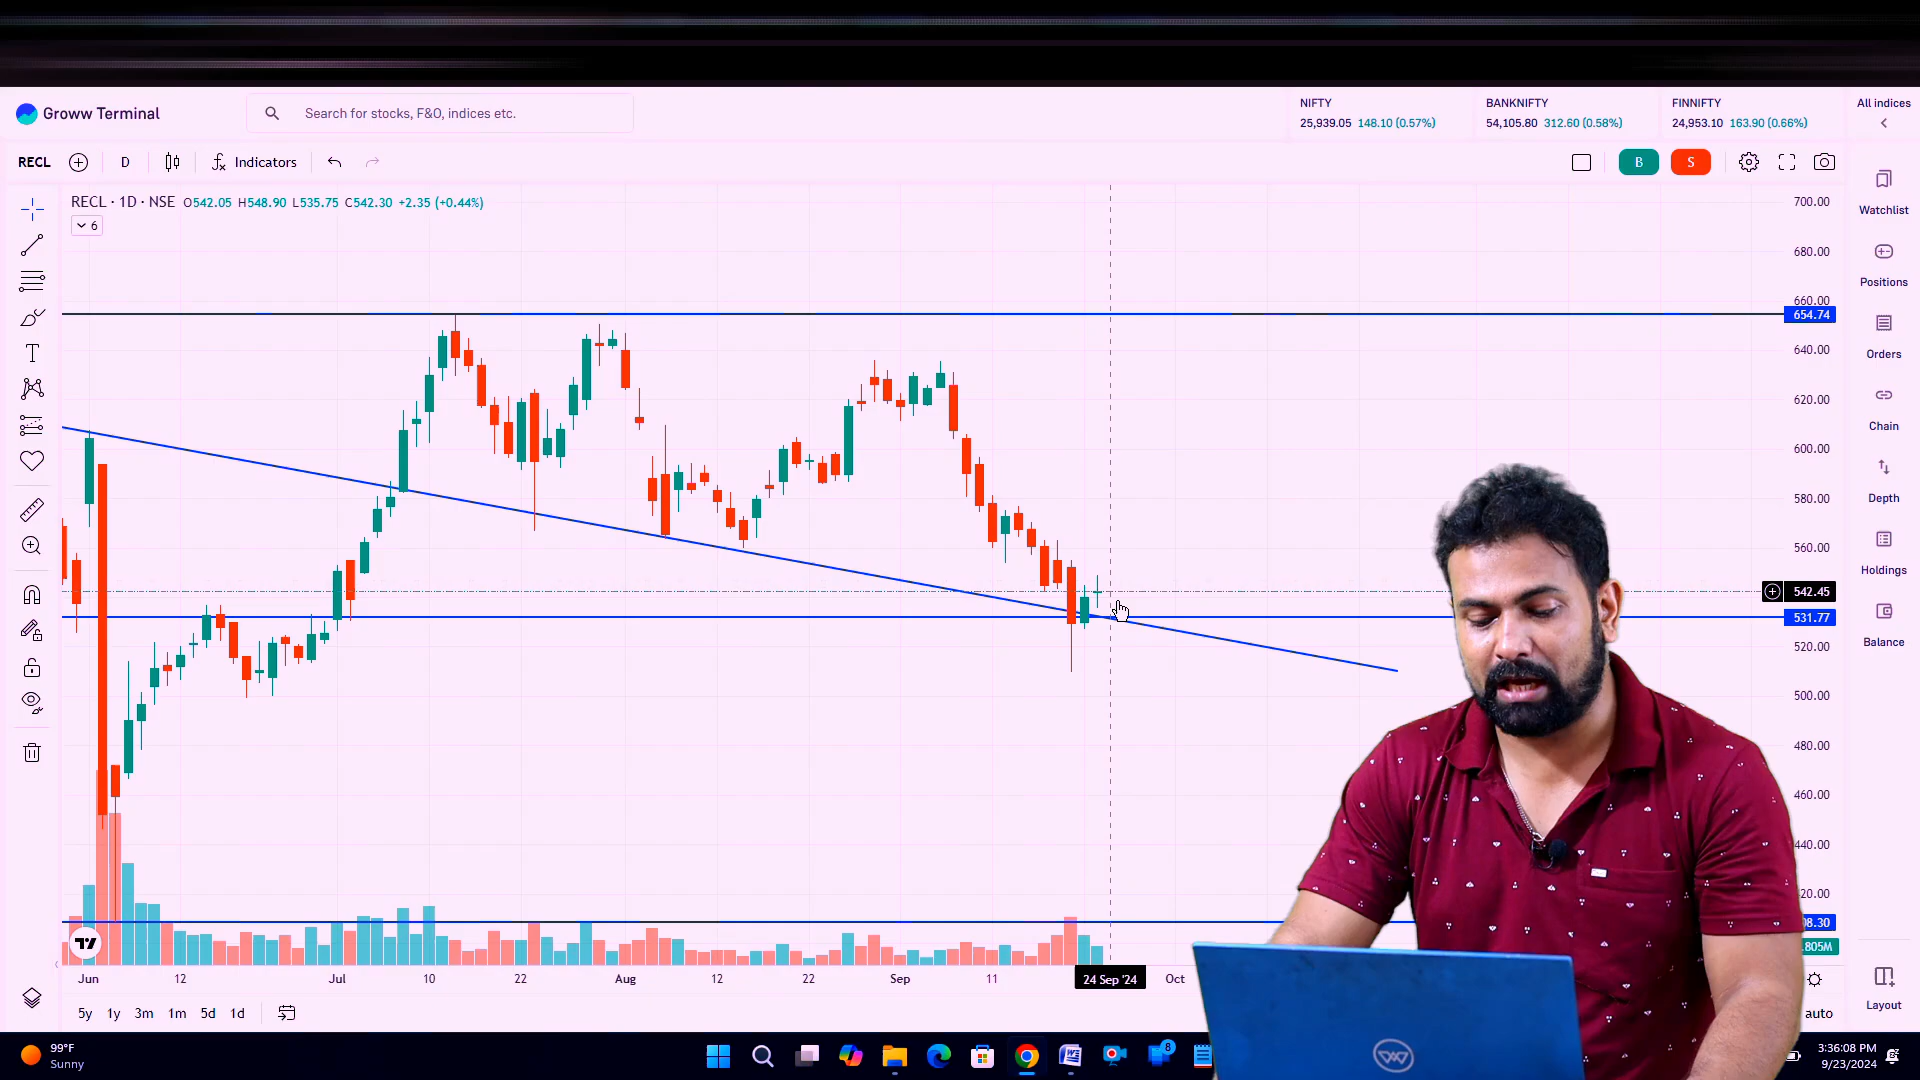 Groww Terminal
Search for stocks, F&O, indices etc.
NIFTY
25,939.05 148.10 (0.57%)
BANKNIFTY
54,105.80 312.60 (0.58%)
FINNIFTY
24,953.10 163.90 (0.66%)
All indices
RECL
D
Indicators
B
S
RECL · 1D · NSE O542.05 H548.90 L535.75 C542.30 +2.35 (+0.44%)
6
700.00
680.00
660.00
654.74
640.00
620.00
600.00
580.00
560.00
542.45
531.77
520.00
500.00
480.00
460.00
440.00
20.00
8.30
.805M
Watchlist
Positions
Orders
Chain
Depth
Holdings
Balance
Layout
Jun
12
Jul
10
22
Aug
12
22
Sep
11
24 Sep '24
Oct
5y
1y
3m
1m
5d
1d
auto
99°F
Sunny
8
3:36:08 PM
9/23/2024